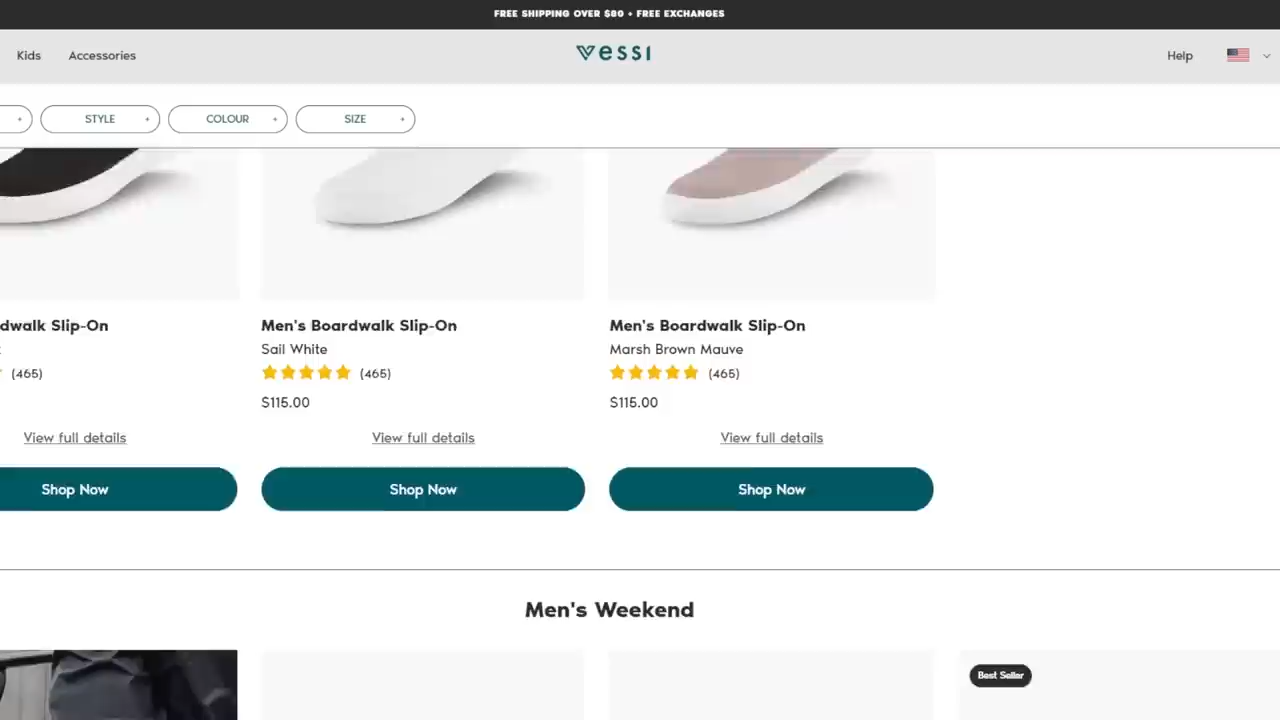 FREE SHIPPING OVER $80 + FREE EXCHANGES
Kids Accessories vessi Help
STYLE + COLOUR + SIZE +
dwalk Slip-On
(465)
View full details
Shop Now
Men's Boardwalk Slip-On
Sail White
(465)
$115.00
View full details
Shop Now
Men's Boardwalk Slip-On
Marsh Brown Mauve
(465)
$115.00
View full details
Shop Now
Men's Weekend
Best Seller